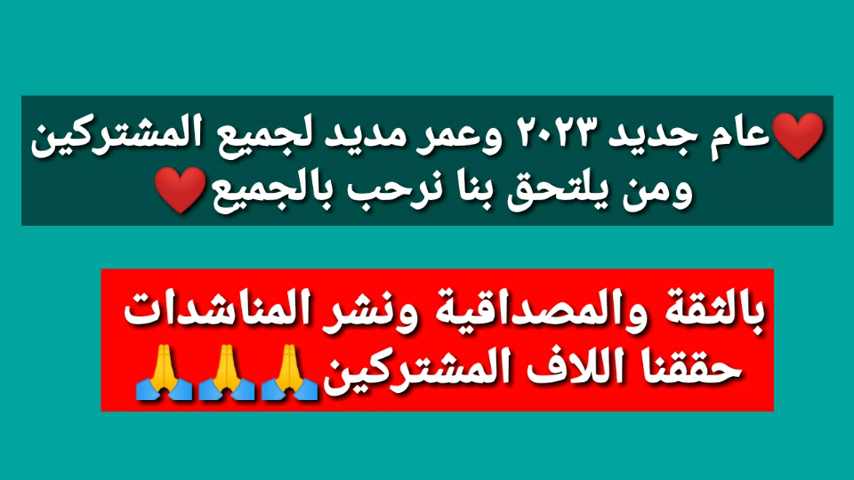 ❤️عام جديد ٢٠٢٣ وعمر مديد لجميع المشتركين
ومن يلتحق بنا نرحب بالجميع❤️
بالثقة والمصداقية ونشر المناشدات
حققنا اللاف المشتركين🙏🙏🙏